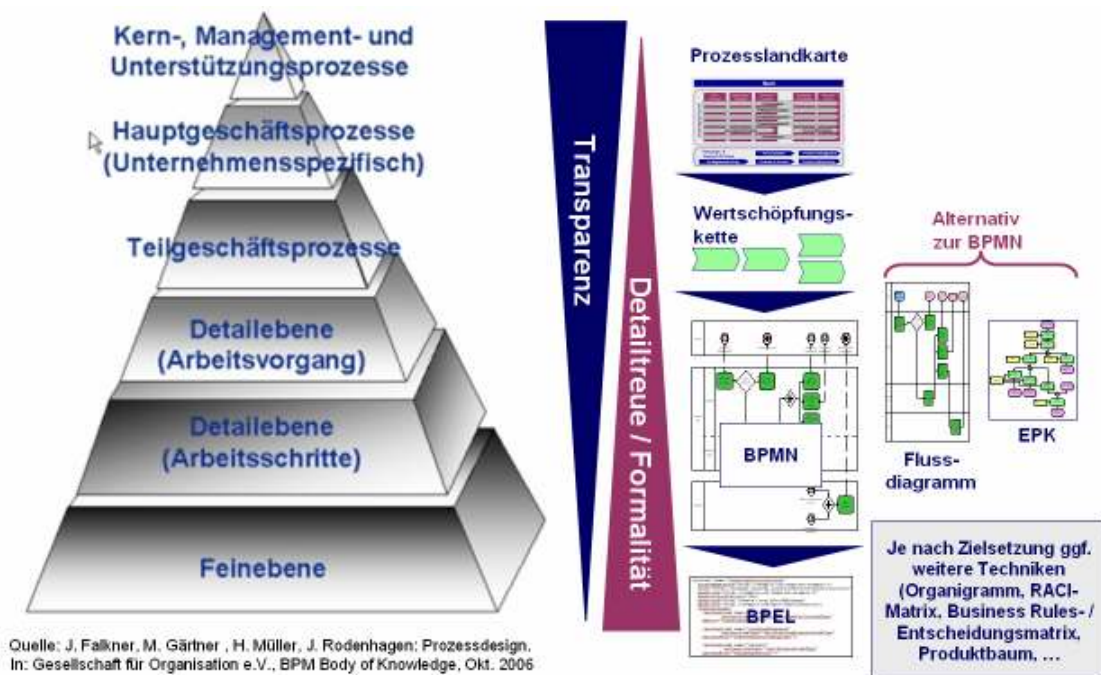 Kern-, Management- und
Unterstützungsprozesse
Hauptgeschäftsprozesse
(Unternehmensspezifisch)
Teilgeschäftsprozesse
Detailebene
(Arbeitsvorgang)
Detailebene
(Arbeitsschritte)
Feinebene
Quelle: J. Falkner, M. Gärtner , H. Müller, J. Rodenhagen: Prozessdesign.
In: Gesellschaft für Organisation e.V., BPM Body of Knowledge, Okt. 2006
Transparenz
Detailtreue / Formalität
Prozesslandkarte
Wertschöpfungs-
kette
BPMN
BPEL
Alternativ
zur BPMN
Fluss-
diagramm
EPK
Je nach Zielsetzung ggf.
weitere Techniken
(Organigramm, RACI-
Matrix, Business Rules- /
Entscheidungsmatrix,
Produktbaum, …